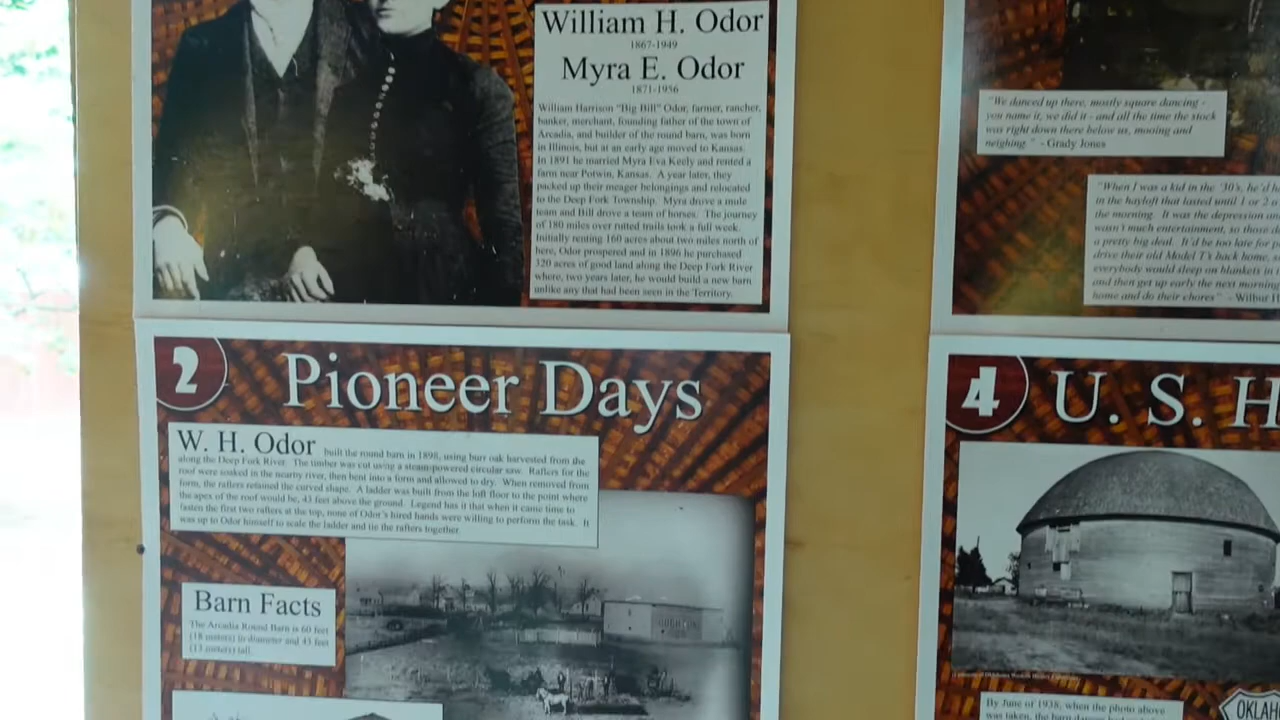 William H. Odor
1867-1949
Myra E. Odor
1871-1956
William Harrison "Big Bill" Odor, farmer, rancher,
banker, merchant, founding father of the town of
Arcadia, and builder of the round barn, was born
in Illinois, but at an early age moved to Kansas.
In 1891 he married Myra Eva Keely and rented a
farm near Potwin, Kansas. A year later, they
packed up their meager belongings and relocated
to the Deep Fork Township. Myra drove a mule
team and Bill drove a team of horses. The journey
of 180 miles over rutted trails took a full week.
Initially renting 160 acres about two miles north of
here, Odor prospered and in 1896 he purchased
320 acres of good land along the Deep Fork River
where, two years later, he would build a new barn
unlike any that had been seen in the Territory.
2 Pioneer Days
W. H. Odor built the round barn in 1898, using burr oak harvested from the
along the Deep Fork River. The timber was cut using a steam-powered circular saw. Rafters for the
roof were soaked in the nearby river, then bent into a form and allowed to dry. When removed from
form, the rafters retained the curved shape. A ladder was built from the loft floor to the point where
the apex of the roof would be, 43 feet above the ground. Legend has it that when it came time to
fasten the first two rafters at the top, none of Odor's hired hands were willing to perform the task. It
was up to Odor himself to scale the ladder and tie the rafters together.
Barn Facts
The Arcadia Round Barn is 60 feet
(18 meters) in diameter and 43 feet
(13 meters) tall.
"We danced up there, mostly square dancing -
you name it, we did it - and all the time the stock
was right down there below us, mooing and
neighing." - Grady Jones
"When I was a kid in the '30's, he'd h
in the hayloft that lasted until 1 or 2 o
the morning. It was the depression an
wasn't much entertainment, so those da
a pretty big deal. It'd be too late for p
drive their old Model T's back home, s
everybody would sleep on blankets in
and then get up early the next morning
home and do their chores" - Wilbur
4 U. S. H
By June of 1938, when the photo above
was taken, the barn
OKLAH